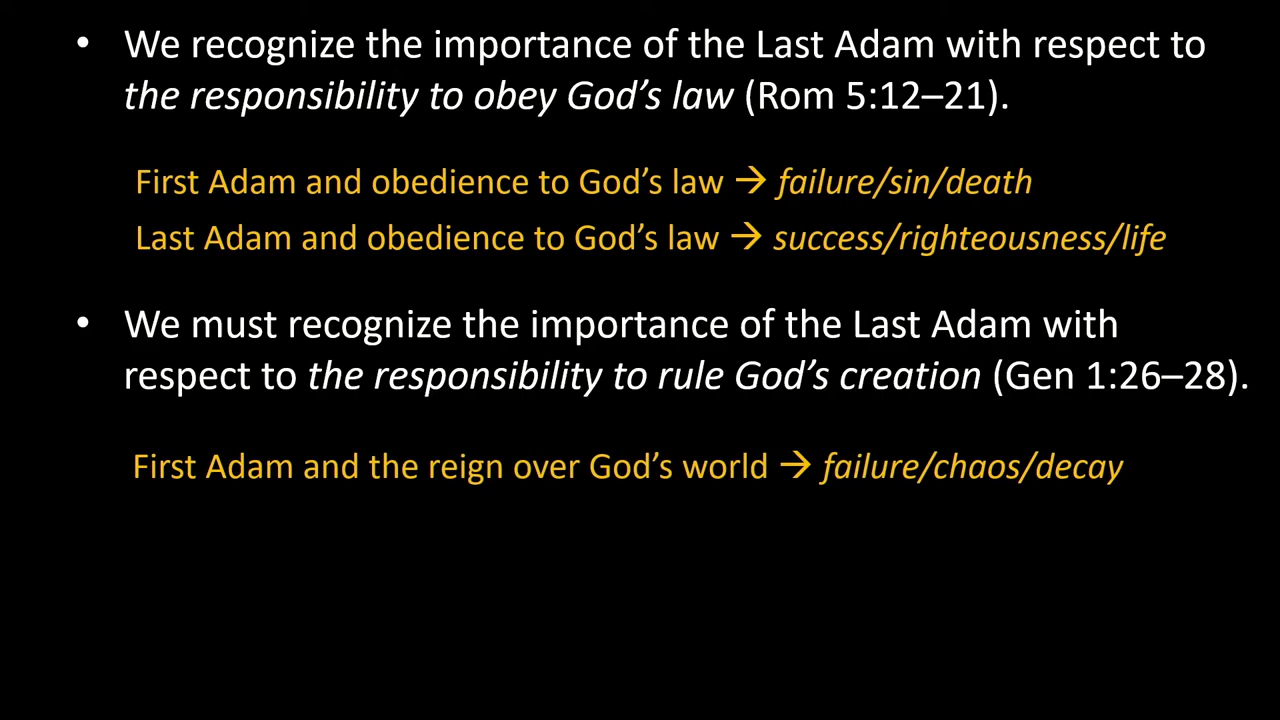 • We recognize the importance of the Last Adam with respect to
the responsibility to obey God’s law (Rom 5:12–21).
First Adam and obedience to God’s law → failure/sin/death
Last Adam and obedience to God’s law → success/righteousness/life
• We must recognize the importance of the Last Adam with
respect to the responsibility to rule God’s creation (Gen 1:26–28).
First Adam and the reign over God’s world → failure/chaos/decay